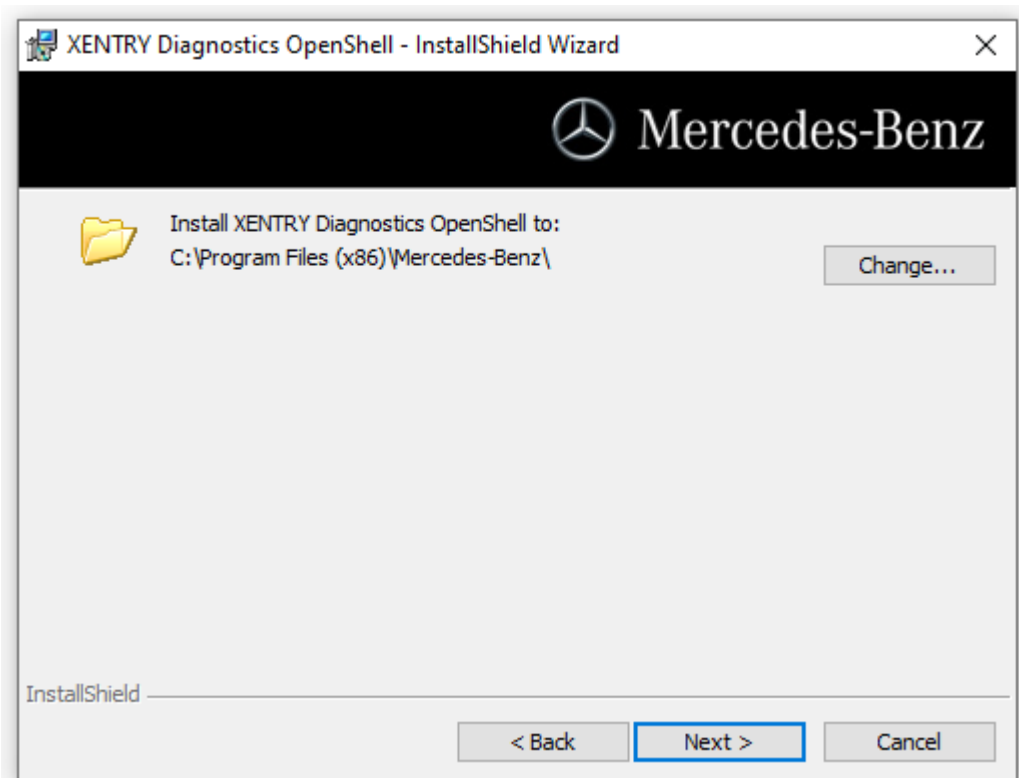 XENTRY Diagnostics OpenShell - InstallShield Wizard
Mercedes-Benz
Install XENTRY Diagnostics OpenShell to:
C:\Program Files (x86)\Mercedes-Benz\
Change...
InstallShield
< Back
Next >
Cancel